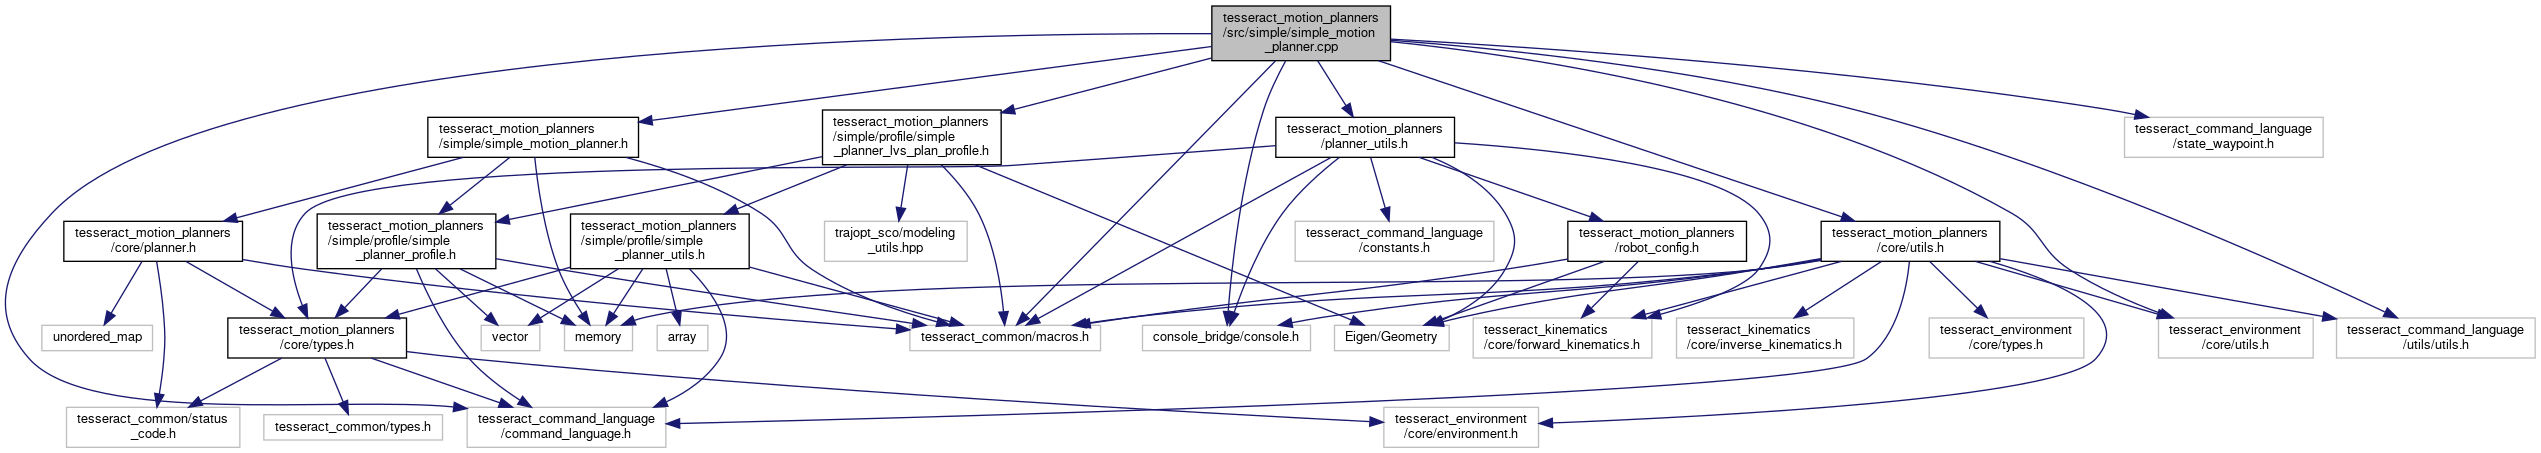 tesseract_motion_planners
/src/simple/simple_motion
_planner.cpp
tesseract_motion_planners
/simple/simple_motion_planner.h
tesseract_motion_planners
/simple/profile/simple
_planner_lvs_plan_profile.h
tesseract_motion_planners
/planner_utils.h
tesseract_command_language
/state_waypoint.h
tesseract_motion_planners
/core/planner.h
tesseract_motion_planners
/simple/profile/simple
_planner_profile.h
tesseract_motion_planners
/simple/profile/simple
_planner_utils.h
trajopt_sco/modeling
_utils.hpp
tesseract_command_language
/constants.h
tesseract_motion_planners
/robot_config.h
tesseract_motion_planners
/core/utils.h
unordered_map
tesseract_motion_planners
/core/types.h
vector
memory
array
tesseract_common/macros.h
console_bridge/console.h
Eigen/Geometry
tesseract_kinematics
/core/forward_kinematics.h
tesseract_kinematics
/core/inverse_kinematics.h
tesseract_environment
/core/types.h
tesseract_environment
/core/utils.h
tesseract_command_language
/utils/utils.h
tesseract_common/status
_code.h
tesseract_common/types.h
tesseract_command_language
/command_language.h
tesseract_environment
/core/environment.h